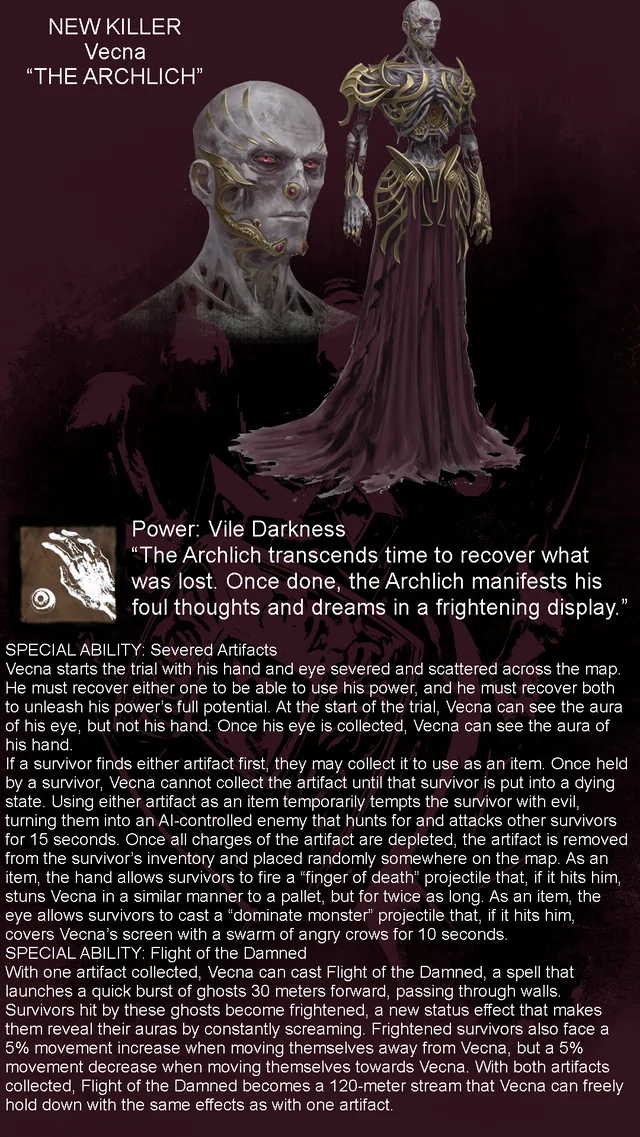 NEW KILLER
Vecna
“THE ARCHLICH”
Power: Vile Darkness
“The Archlich transcends time to recover what
was lost. Once done, the Archlich manifests his
foul thoughts and dreams in a frightening display.”
SPECIAL ABILITY: Severed Artifacts
Vecna starts the trial with his hand and eye severed and scattered across the map.
He must recover either one to be able to use his power, and he must recover both
to unleash his power’s full potential. At the start of the trial, Vecna can see the aura
of his eye, but not his hand. Once his eye is collected, Vecna can see the aura of
his hand.
If a survivor finds either artifact first, they may collect it to use as an item. Once held
by a survivor, Vecna cannot collect the artifact until that survivor is put into a dying
state. Using either artifact as an item temporarily tempts the survivor with evil,
turning them into an AI-controlled enemy that hunts for and attacks other survivors
for 15 seconds. Once all charges of the artifact are depleted, the artifact is removed
from the survivor’s inventory and placed randomly somewhere on the map. As an
item, the hand allows survivors to fire a “finger of death” projectile that, if it hits him,
stuns Vecna in a similar manner to a pallet, but for twice as long. As an item, the
eye allows survivors to cast a “dominate monster” projectile that, if it hits him,
covers Vecna’s screen with a swarm of angry crows for 10 seconds.
SPECIAL ABILITY: Flight of the Damned
With one artifact collected, Vecna can cast Flight of the Damned, a spell that
launches a quick burst of ghosts 30 meters forward, passing through walls.
Survivors hit by these ghosts become frightened, a new status effect that makes
them reveal their auras by constantly screaming. Frightened survivors also face a
5% movement increase when moving themselves away from Vecna, but a 5%
movement decrease when moving themselves towards Vecna. With both artifacts
collected, Flight of the Damned becomes a 120-meter stream that Vecna can freely
hold down with the same effects as with one artifact.